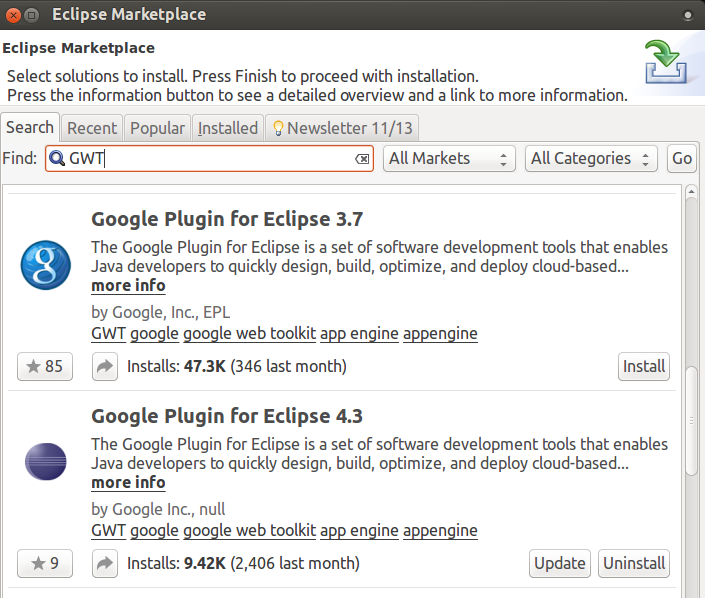 Eclipse Marketplace
Eclipse Marketplace
Select solutions to install. Press Finish to proceed with installation.
Press the information button to see a detailed overview and a link to more information.
Search Recent Popular Installed Newsletter 11/13
Find: GWT All Markets All Categories Go
Google Plugin for Eclipse 3.7
The Google Plugin for Eclipse is a set of software development tools that enables
Java developers to quickly design, build, optimize, and deploy cloud-based...
more info
by Google, Inc., EPL
GWT google google web toolkit app engine appengine
85 Installs: 47.3K (346 last month) Install
Google Plugin for Eclipse 4.3
The Google Plugin for Eclipse is a set of software development tools that enables
Java developers to quickly design, build, optimize, and deploy cloud-based...
more info
by Google Inc., null
GWT google google web toolkit app engine appengine
9 Installs: 9.42K (2,406 last month) Update Uninstall